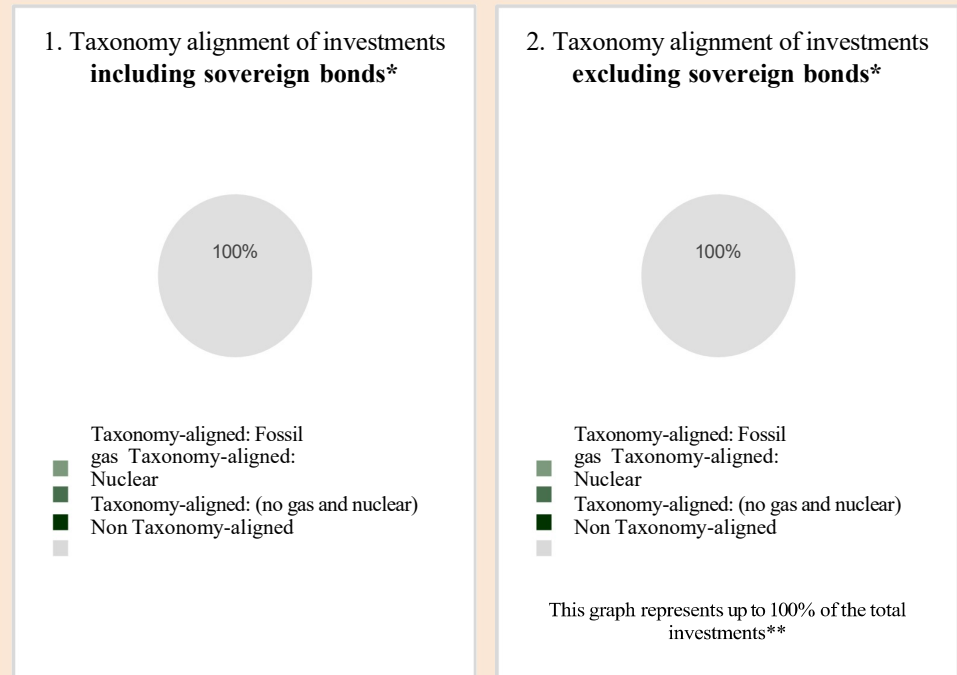 1. Taxonomy alignment of investments
including sovereign bonds*
100%
Taxonomy-aligned: Fossil
gas Taxonomy-aligned:
Nuclear
Taxonomy-aligned: (no gas and nuclear)
Non Taxonomy-aligned
2. Taxonomy alignment of investments
excluding sovereign bonds*
100%
Taxonomy-aligned: Fossil
gas Taxonomy-aligned:
Nuclear
Taxonomy-aligned: (no gas and nuclear)
Non Taxonomy-aligned
This graph represents up to 100% of the total
investments**